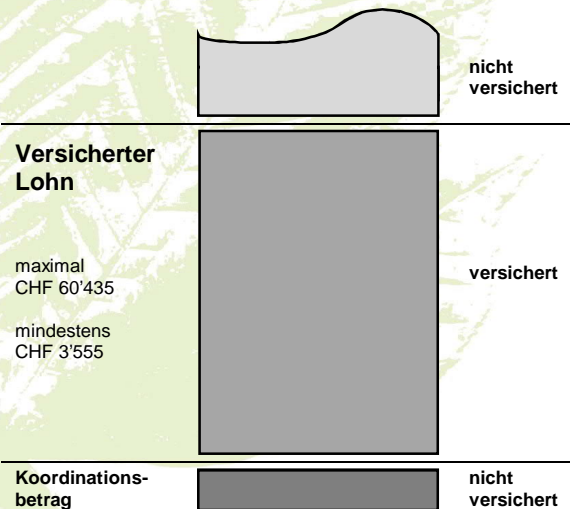 nicht
versichert
Versicherter
Lohn
maximal
CHF 60'435
versichert
mindestens
CHF 3'555
Koordinations-
betrag
nicht
versichert